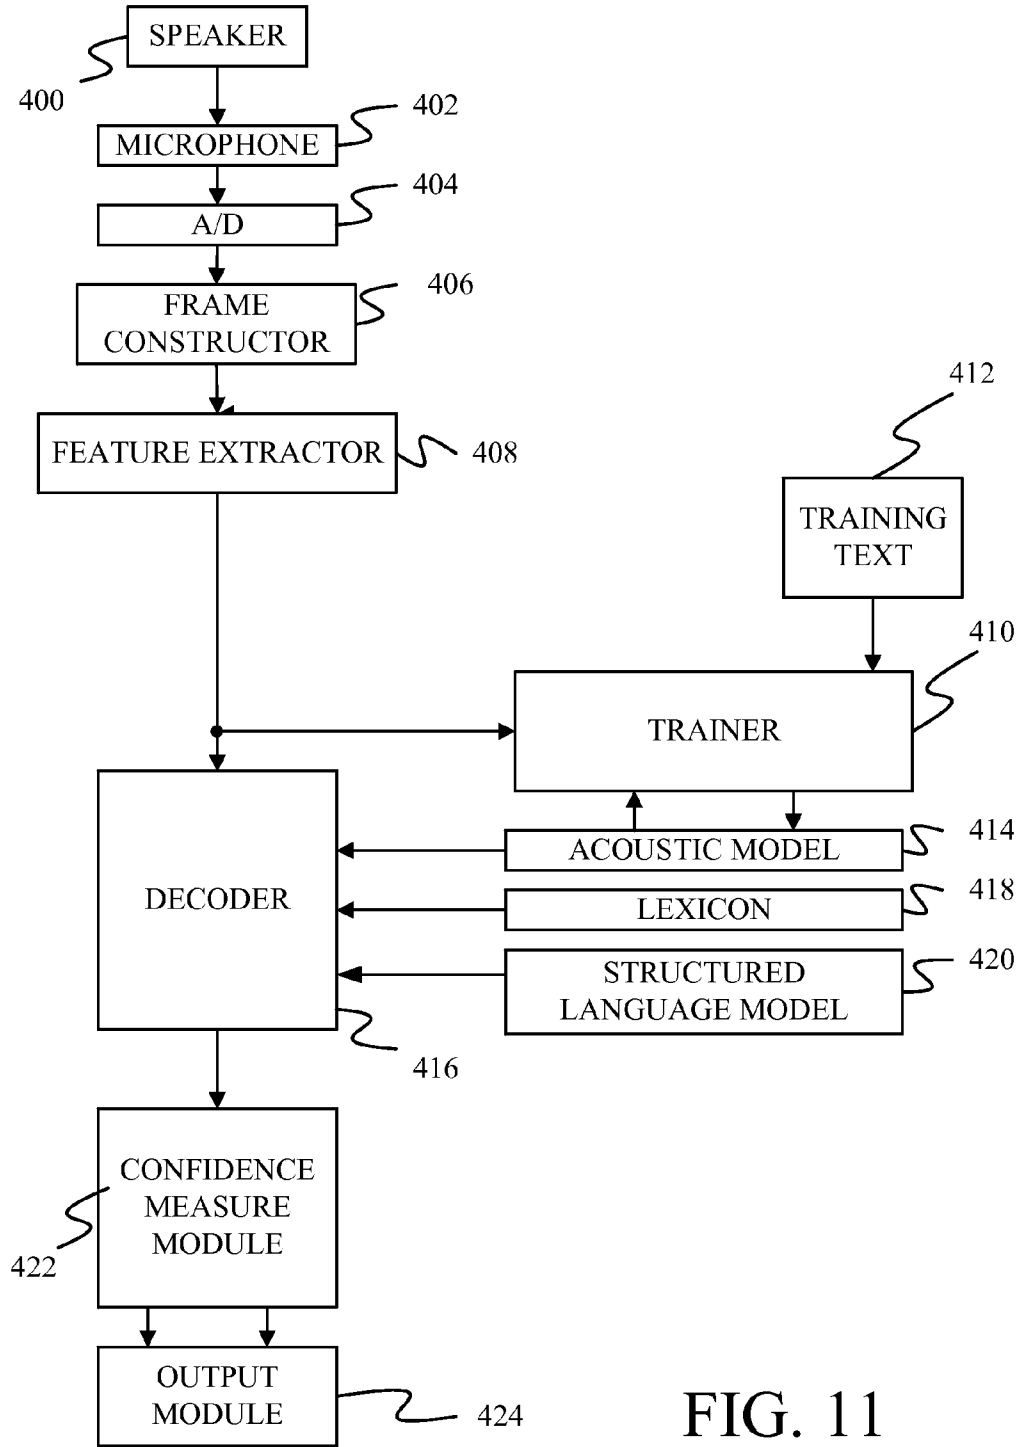 SPEAKER
400
402
MICROPHONE
404
A/D
406
FRAME
CONSTRUCTOR
412
FEATURE EXTRACTOR
408
TRAINING
TEXT
410
TRAINER
414
ACOUSTIC MODEL
418
DECODER
LEXICON
420
STRUCTURED
LANGUAGE MODEL
416
CONFIDENCE
MEASURE
MODULE
422
OUTPUT
MODULE
424
FIG. 11